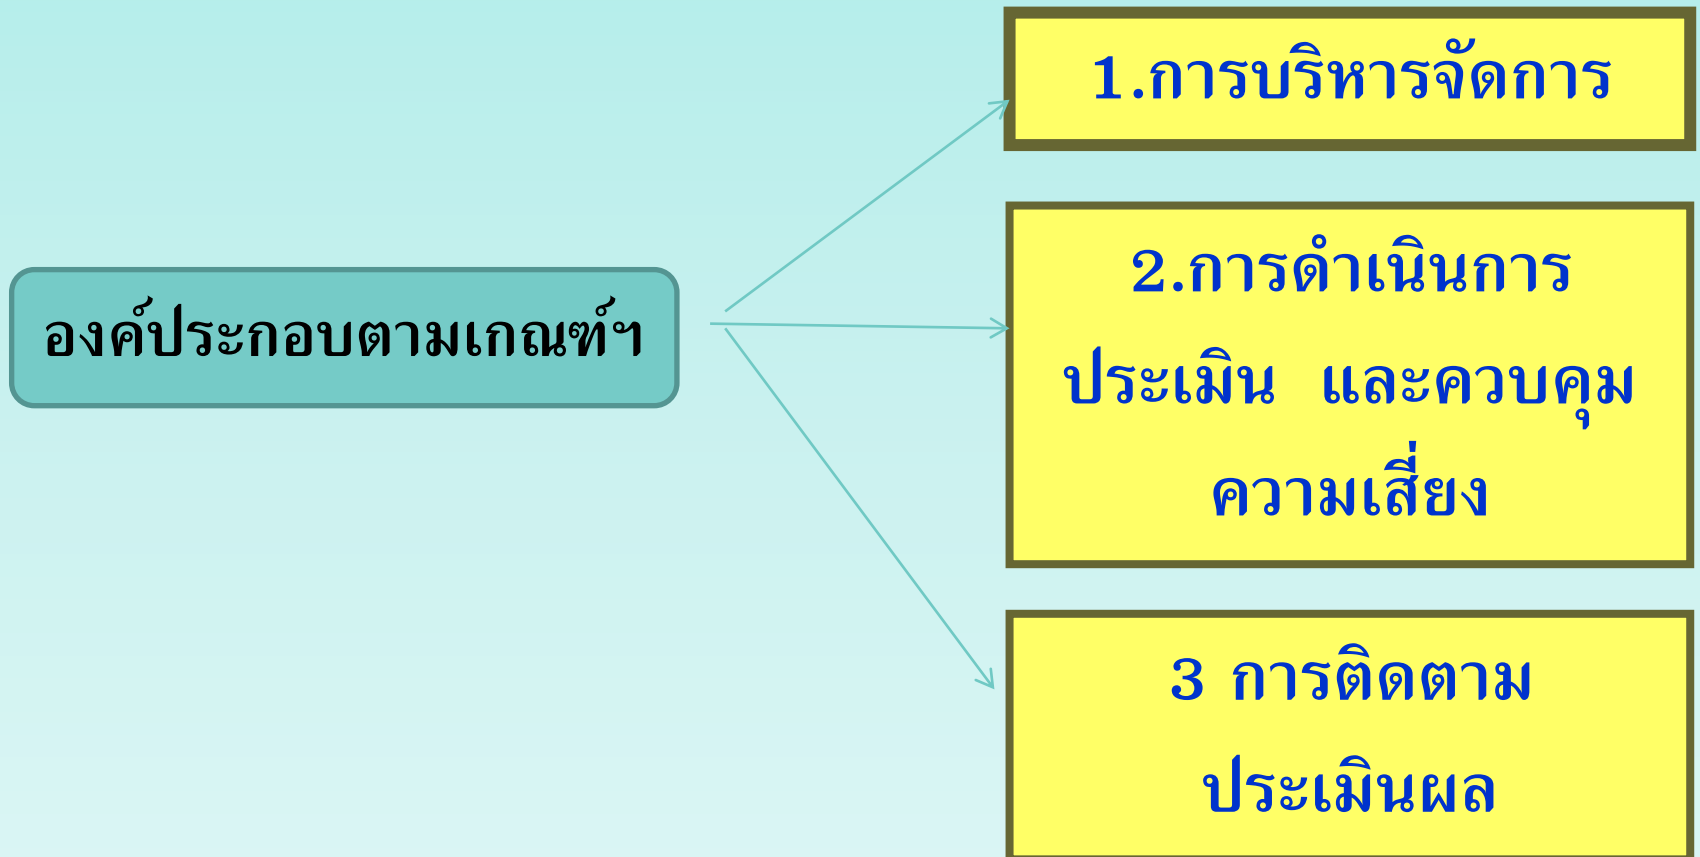 องค์ประกอบตามเกณฑ์ฯ
1.การบริหารจัดการ
2.การดำเนินการ
ประเมิน และควบคุม
ความเสี่ยง
3 การติดตาม
ประเมินผล